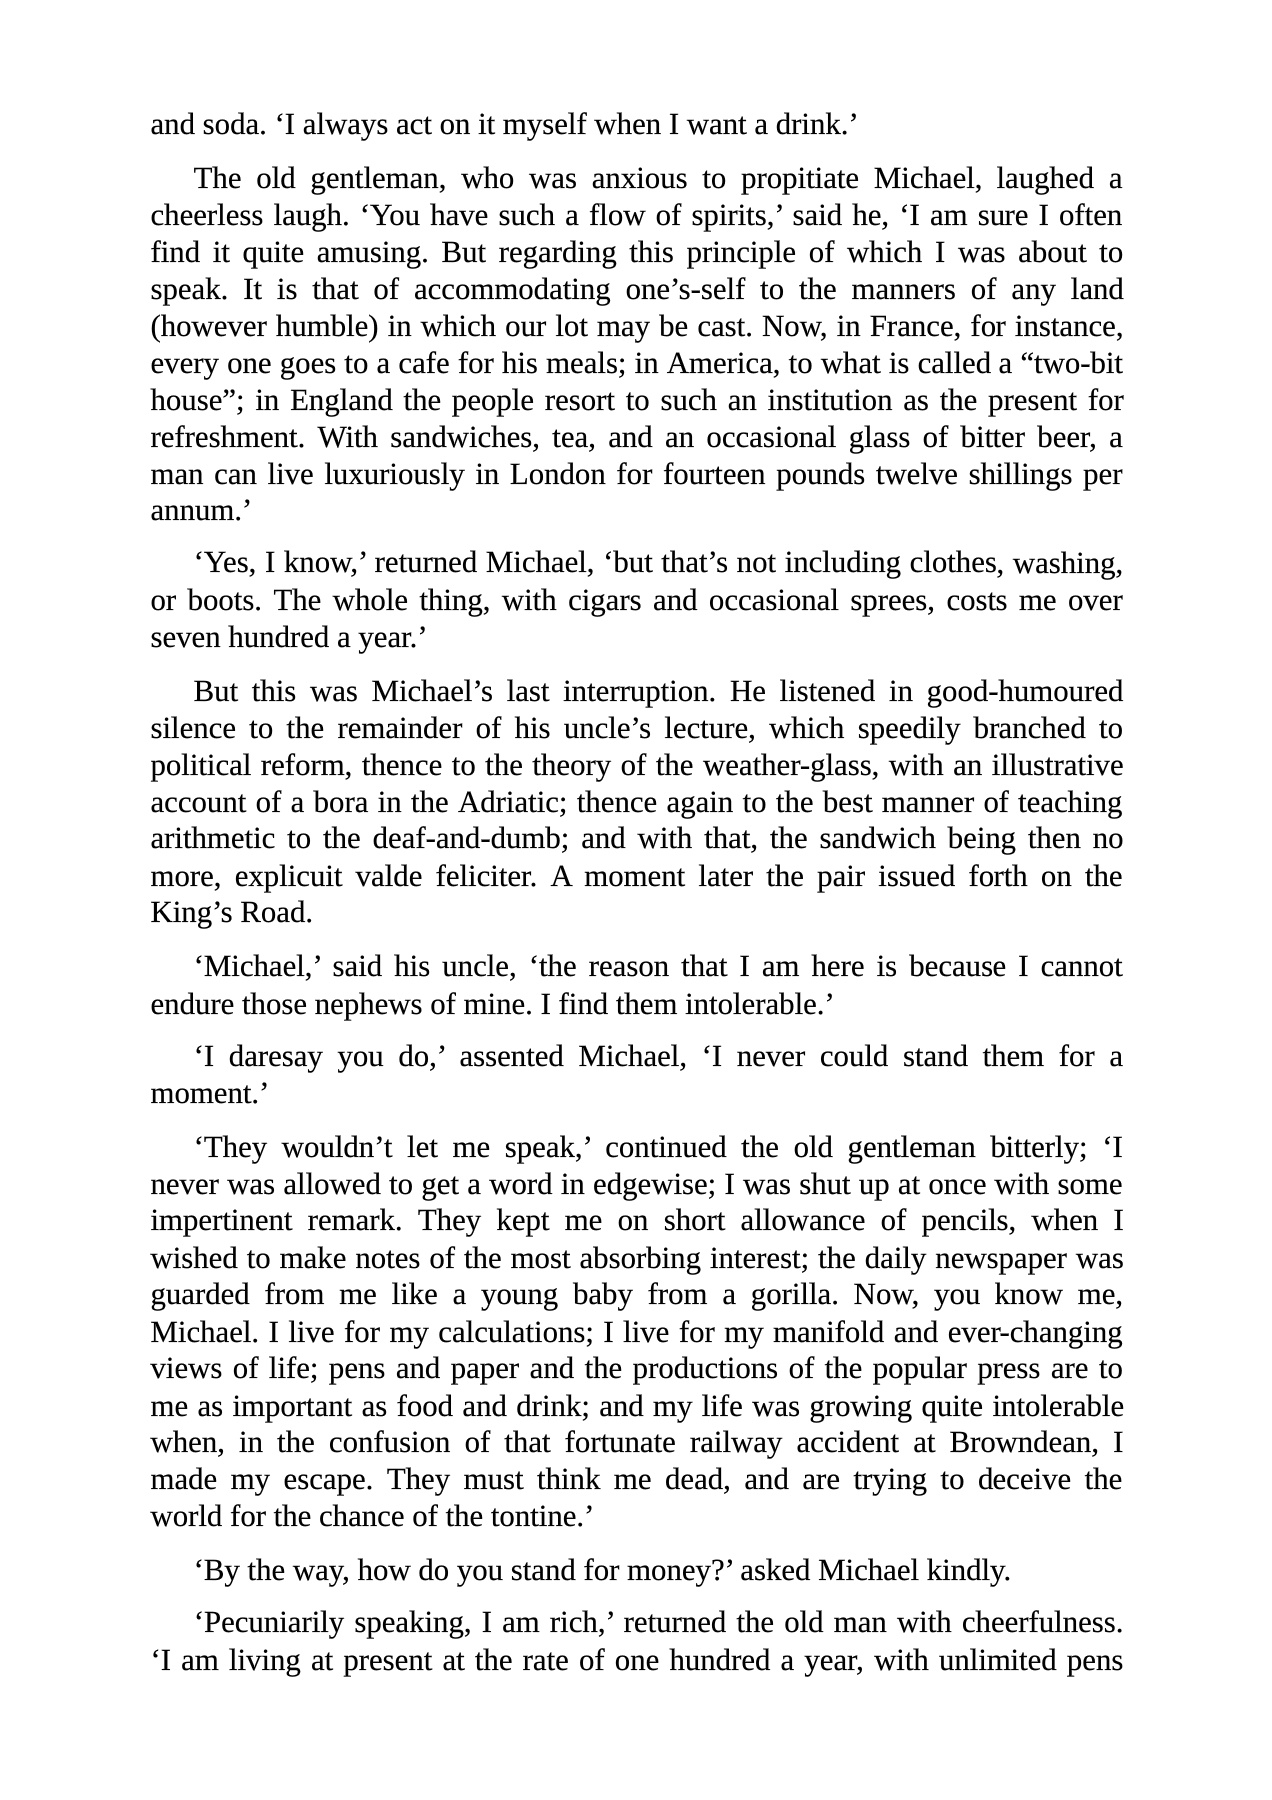 and soda. ‘I always act on it myself when I want a drink.’
The old gentleman, who was anxious to propitiate Michael, laughed a
cheerless laugh. ‘You have such a flow of spirits,’ said he, ‘I am sure I often
find it quite amusing. But regarding this principle of which I was about to
speak. It is that of accommodating one’s-self to the manners of any land
(however humble) in which our lot may be cast. Now, in France, for instance,
every one goes to a cafe for his meals; in America, to what is called a “two-bit
house”; in England the people resort to such an institution as the present for
refreshment. With sandwiches, tea, and an occasional glass of bitter beer, a
man can live luxuriously in London for fourteen pounds twelve shillings per
annum.’
‘Yes, I know,’ returned Michael, ‘but that’s not including clothes, washing,
or boots. The whole thing, with cigars and occasional sprees, costs me over
seven hundred a year.’
But this was Michael’s last interruption. He listened in good-humoured
silence to the remainder of his uncle’s lecture, which speedily branched to
political reform, thence to the theory of the weather-glass, with an illustrative
account of a bora in the Adriatic; thence again to the best manner of teaching
arithmetic to the deaf-and-dumb; and with that, the sandwich being then no
more, explicuit valde feliciter. A moment later the pair issued forth on the
King’s Road.
‘Michael,’ said his uncle, ‘the reason that I am here is because I cannot
endure those nephews of mine. I find them intolerable.’
‘I daresay you do,’ assented Michael, ‘I never could stand them for a
moment.’
‘They wouldn’t let me speak,’ continued the old gentleman bitterly; ‘I
never was allowed to get a word in edgewise; I was shut up at once with some
impertinent remark. They kept me on short allowance of pencils, when I
wished to make notes of the most absorbing interest; the daily newspaper was
guarded from me like a young baby from a gorilla. Now, you know me,
Michael. I live for my calculations; I live for my manifold and ever-changing
views of life; pens and paper and the productions of the popular press are to
me as important as food and drink; and my life was growing quite intolerable
when, in the confusion of that fortunate railway accident at Browndean, I
made my escape. They must think me dead, and are trying to deceive the
world for the chance of the tontine.’
‘By the way, how do you stand for money?’ asked Michael kindly.
‘Pecuniarily speaking, I am rich,’ returned the old man with cheerfulness.
‘I am living at present at the rate of one hundred a year, with unlimited pens